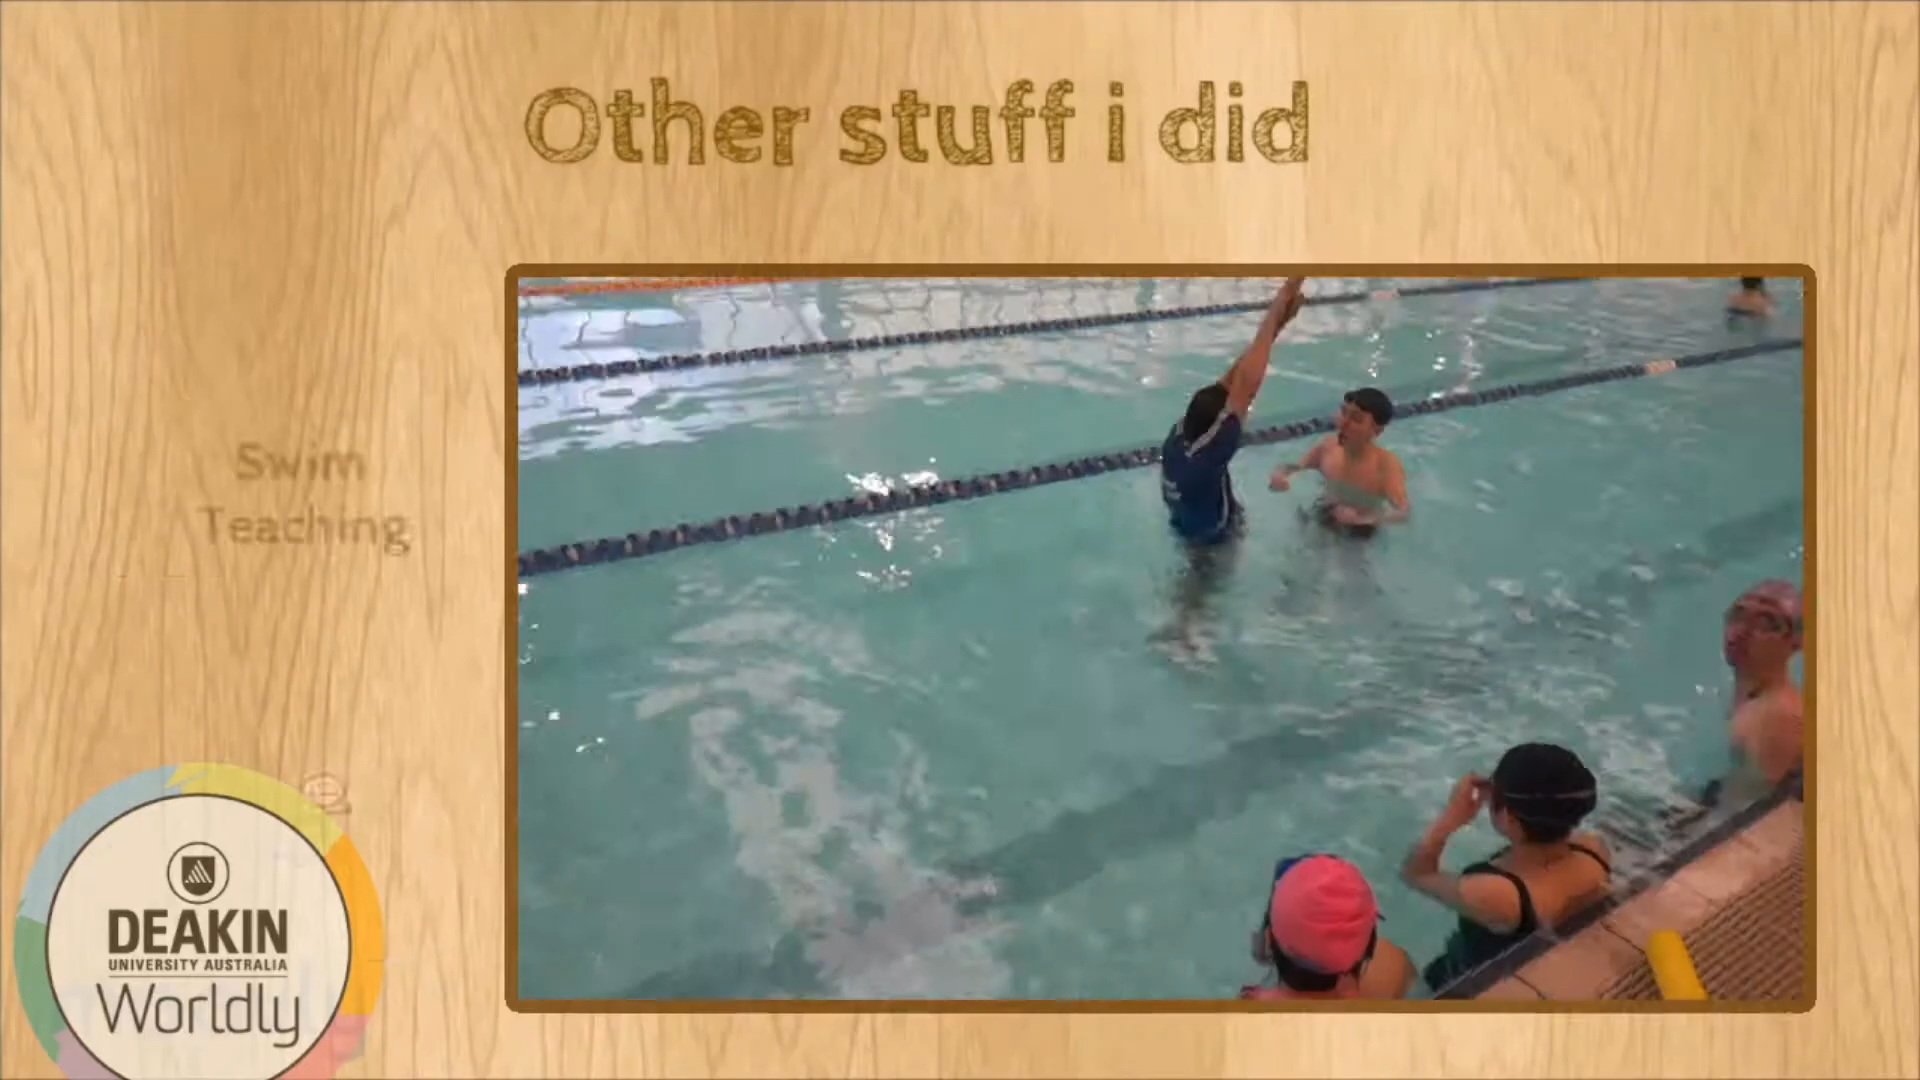 Other stuff i did
Swim
Teaching
DEAKIN
UNIVERSITY AUSTRALIA
Worldly